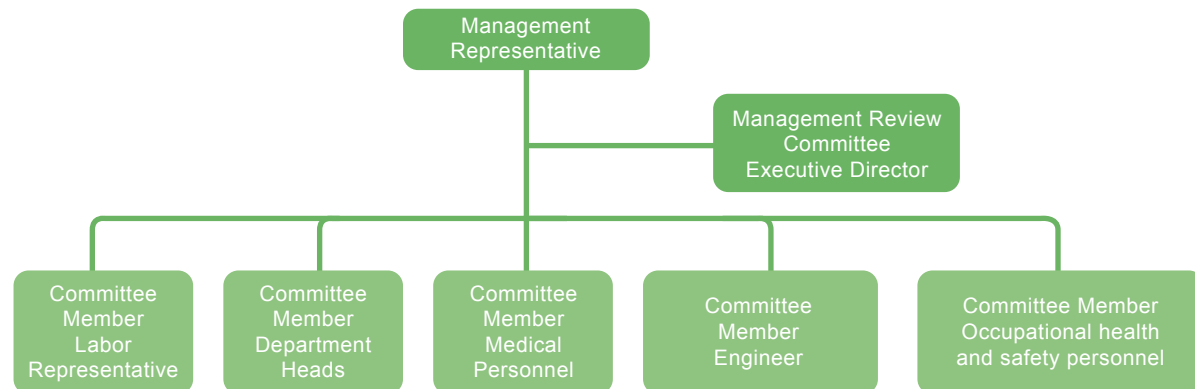 Management
Representative
Management Review
Committee
Executive Director
Committee
Member
Labor
Representative
Committee
Member
Department
Heads
Committee
Member
Medical
Personnel
Committee
Member
Engineer
Committee Member
Occupational health
and safety personnel